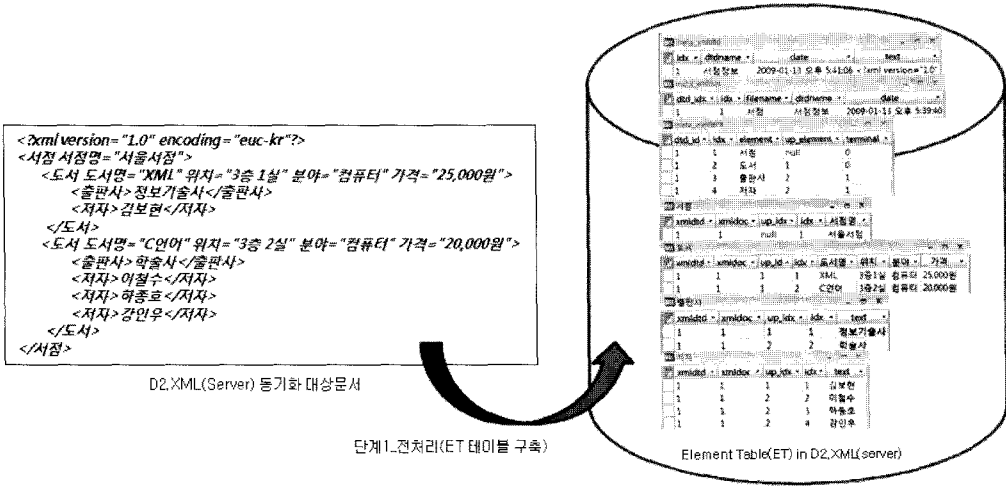 <?xml version="1.0" encoding="euc-kr"?>
<서점 서점명="서울서점">
<도서 도서명="XML" 위치="3층 1실" 분야="컴퓨터" 가격="25,000원">
<출판사>정보기술사</출판사>
<저자>김보현</저자>
</도서>
<도서 도서명="C언어" 위치="3층 2실" 분야="컴퓨터" 가격="20,000원">
<출판사>학술사</출판사>
<저자>이철수</저자>
<저자>하종호</저자>
<저자>강인우</저자>
</도서>
</서점>
D2.XML(Server) 동기화 대상문서
단계1_전처리(ET 테이블 구축)
idx dtdname date text
1 서점정보 2009-01-13 오후 5:41:06 <?xml version="1.0"
dtd_idx idx filename dtdname date
1 1 서점 서점정보 2009-01-13 오후 5:39:40
dtd_id idx element up_element terminal
1 1 서점 null 0
1 2 도서 1 0
1 3 출판사 2 1
1 4 저자 2 1
서점
xmldtd xmldoc up_idx idx 서점명
1 1 null 1 서울서점
도서
xmldtd xmldoc up_id idx 도서명 위치 분야 가격
1 1 1 1 XML 3층1실 컴퓨터 25,000원
1 1 1 2 C언어 3층2실 컴퓨터 20,000원
출판사
xmldtd xmldoc up_idx idx text
1 1 1 1 정보기술사
1 1 2 2 학술사
저자
xmldtd xmldoc up_idx idx text
1 1 1 1 김보현
1 1 2 2 이철수
1 1 2 3 하종호
1 1 2 4 강인우
Element Table(ET) in D2.XML(server)